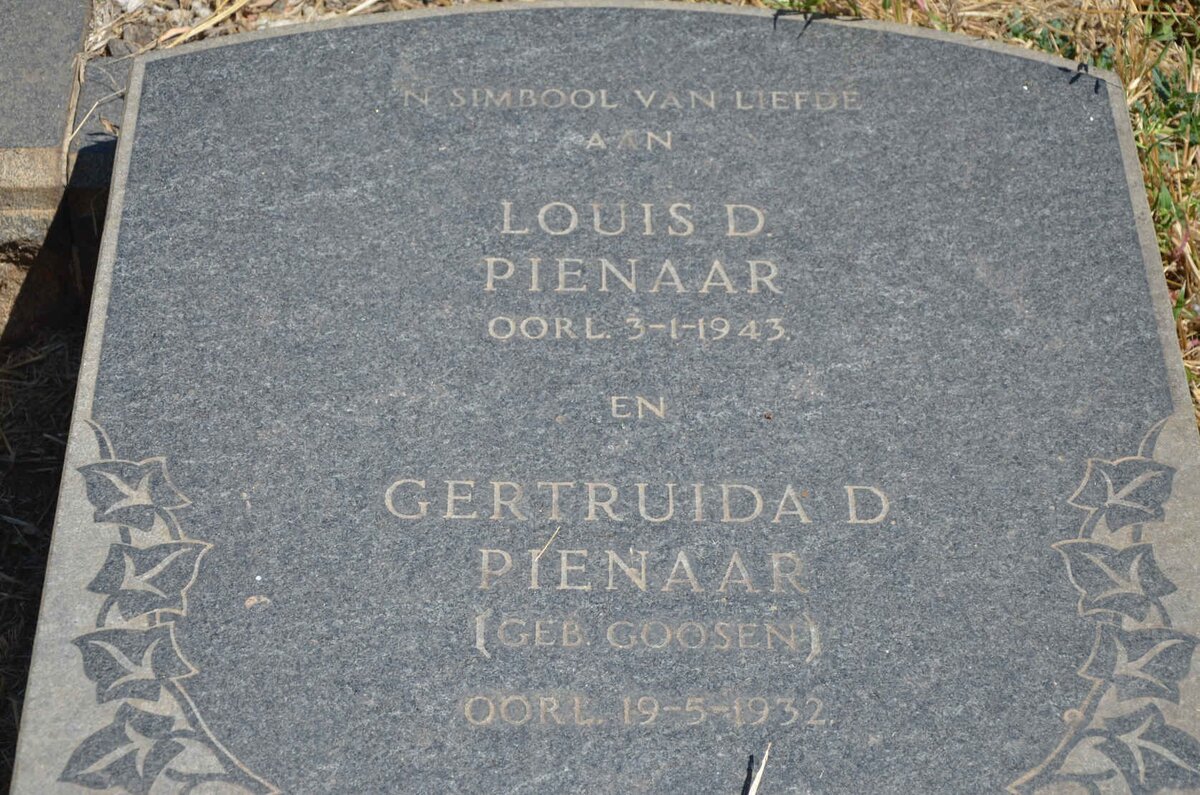 'N SIMBOOL VAN LIEFDE
AAN
LOUIS D.
PIENAAR
OORL. 3-1-1943.
EN
GERTRUIDA D.
PIENAAR
(GEB. GOOSEN)
OORL. 19-5-1932.